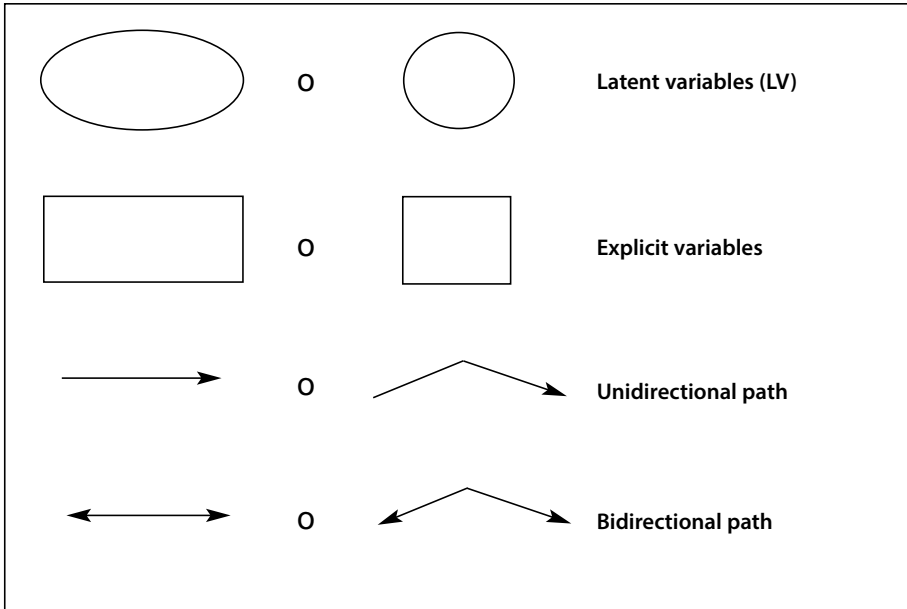 o Latent variables (LV)
o Explicit variables
o Unidirectional path
o Bidirectional path